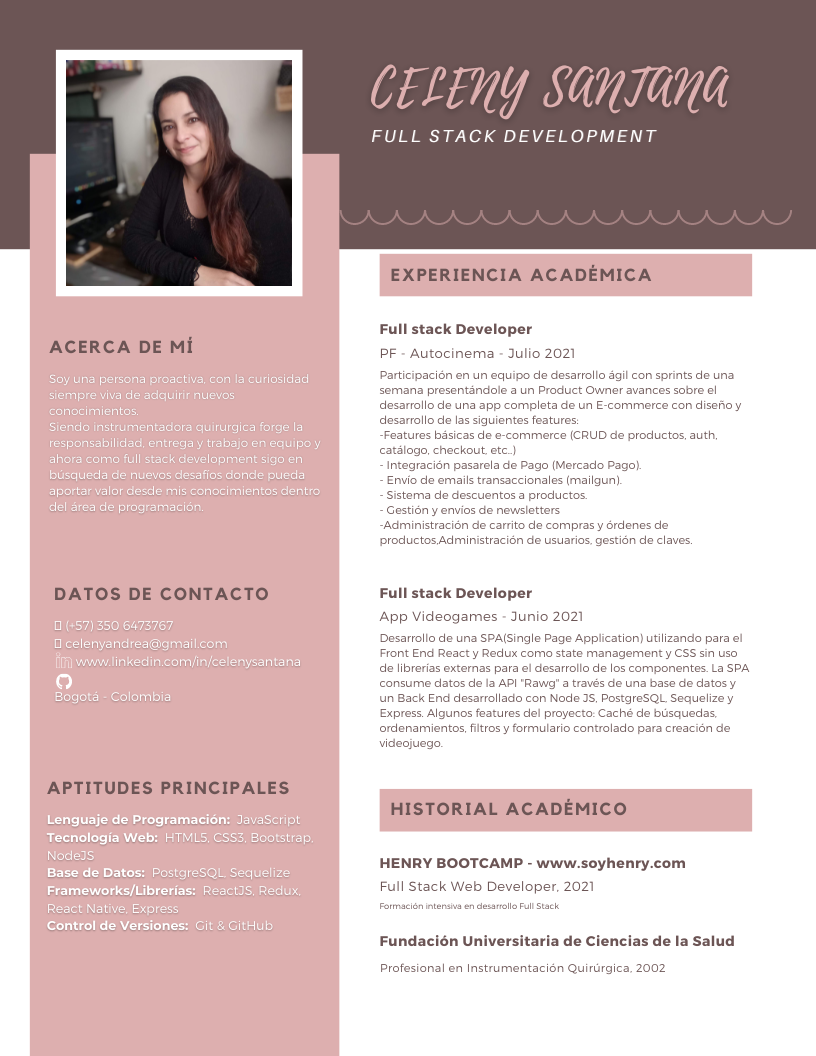 CELENY SANTANA
FULL STACK DEVELOPMENT
ACERCA DE MÍ
Soy una persona proactiva, con la curiosidad
siempre viva de adquirir nuevos
conocimientos.
Siendo instrumentadora quirurgica forge la
responsabilidad, entrega y trabajo en equipo y
ahora como full stack development sigo en
búsqueda de nuevos desafíos donde pueda
aportar valor desde mis conocimientos dentro
del área de programación.
DATOS DE CONTACTO
(+57) 350 6473767
celenyandrea@gmail.com
in www.linkedin.com/in/celenysantana
Bogotá - Colombia
APTITUDES PRINCIPALES
Lenguaje de Programación: JavaScript
Tecnología Web: HTML5, CSS3, Bootstrap,
NodeJS
Base de Datos: PostgreSQL, Sequelize
Frameworks/Librerías: ReactJS, Redux,
React Native, Express
Control de Versiones: Git & GitHub
EXPERIENCIA ACADÉMICA
Full stack Developer
PF - Autocinema - Julio 2021
Participación en un equipo de desarrollo ágil con sprints de una
semana presentándole a un Product Owner avances sobre el
desarrollo de una app completa de un E-commerce con diseño y
desarrollo de las siguientes features:
-Features básicas de e-commerce (CRUD de productos, auth,
catálogo, checkout, etc..)
- Integración pasarela de Pago (Mercado Pago).
- Envío de emails transaccionales (mailgun).
- Sistema de descuentos a productos.
- Gestión y envíos de newsletters
-Administración de carrito de compras y órdenes de
productos,Administración de usuarios, gestión de claves.
Full stack Developer
App Videogames - Junio 2021
Desarrollo de una SPA(Single Page Application) utilizando para el
Front End React y Redux como state management y CSS sin uso
de librerías externas para el desarrollo de los componentes. La SPA
consume datos de la API "Rawg" a través de una base de datos y
un Back End desarrollado con Node JS, PostgreSQL, Sequelize y
Express. Algunos features del proyecto: Caché de búsquedas,
ordenamientos, filtros y formulario controlado para creación de
videojuego.
HISTORIAL ACADÉMICO
HENRY BOOTCAMP - www.soyhenry.com
Full Stack Web Developer, 2021
Formación intensiva en desarrollo Full Stack
Fundación Universitaria de Ciencias de la Salud
Profesional en Instrumentación Quirúrgica, 2002